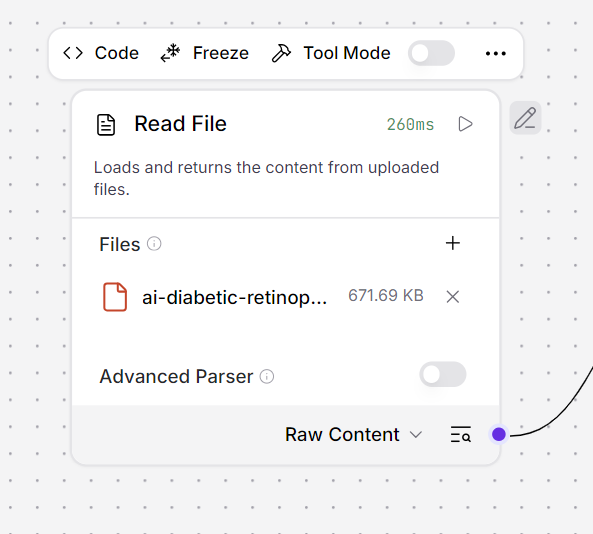 Code Freeze Tool Mode
Read File 260ms
Loads and returns the content from uploaded
files.
Files
ai-diabetic-retinop... 671.69 KB
Advanced Parser
Raw Content